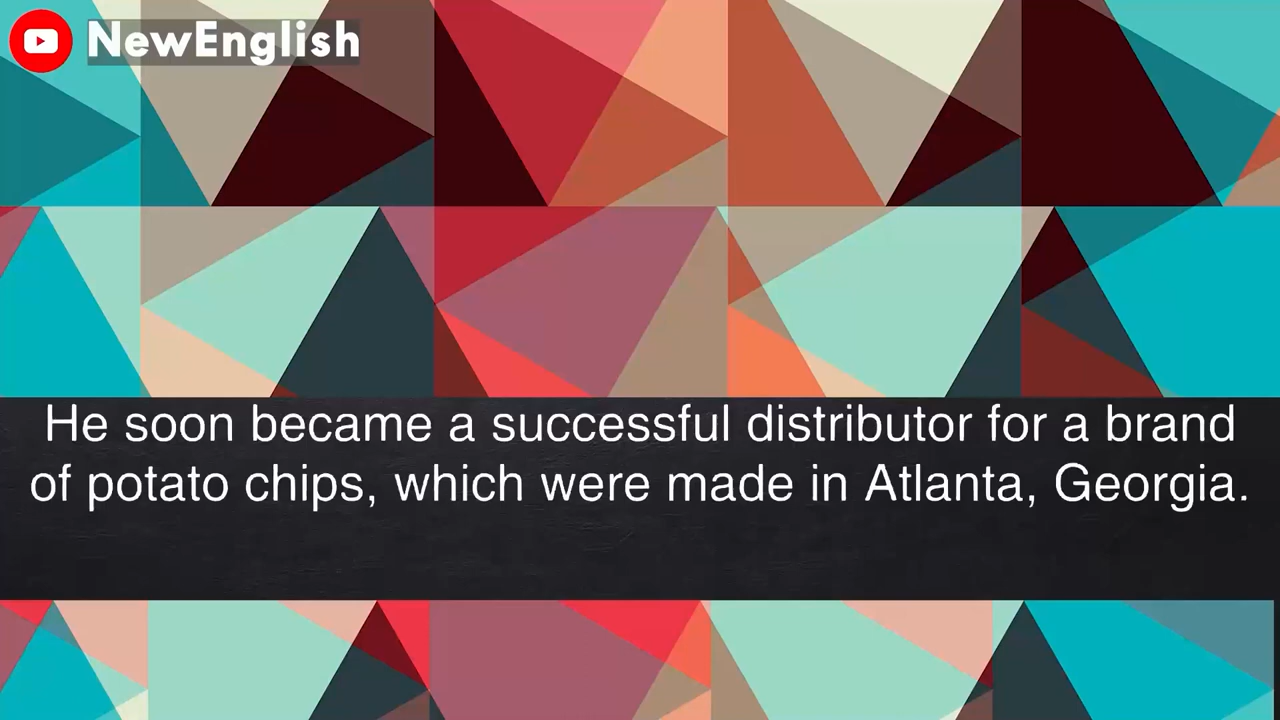 NewEnglish
He soon became a successful distributor for a brand
of potato chips, which were made in Atlanta, Georgia.